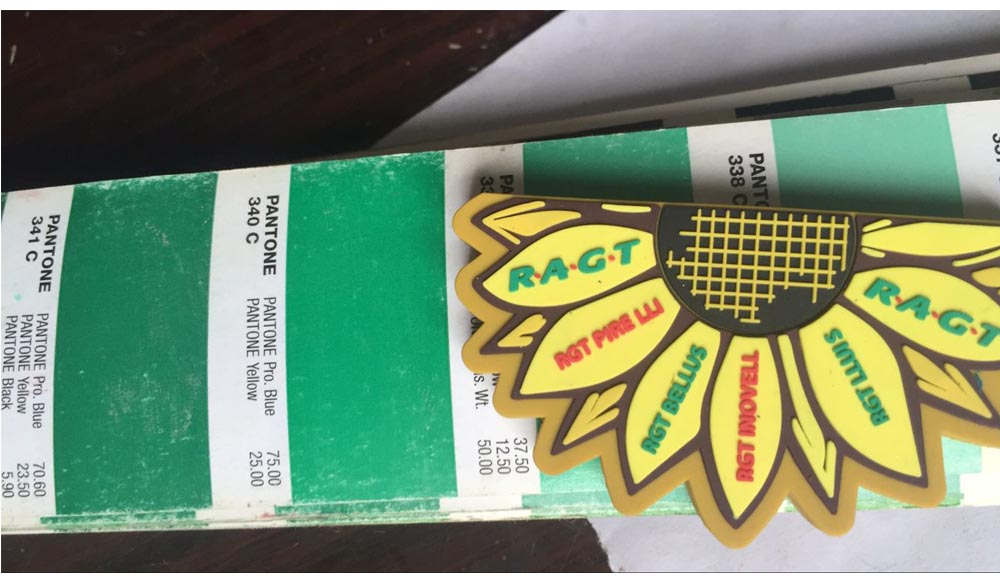 PANTONE
341 C
PANTONE Pro. Blue 70.60
PANTONE Yellow 23.50
PANTONE Black 5.90
PANTONE
340 C
PANTONE Pro. Blue 75.00
PANTONE Yellow 25.00
s. Wt.
37.50
12.50
50.00
338 C
R·A·G·T
RGT PIRE LLI
RGT BELLUS
RGT INOVELL
RGT LLUIS
R·A·G·T